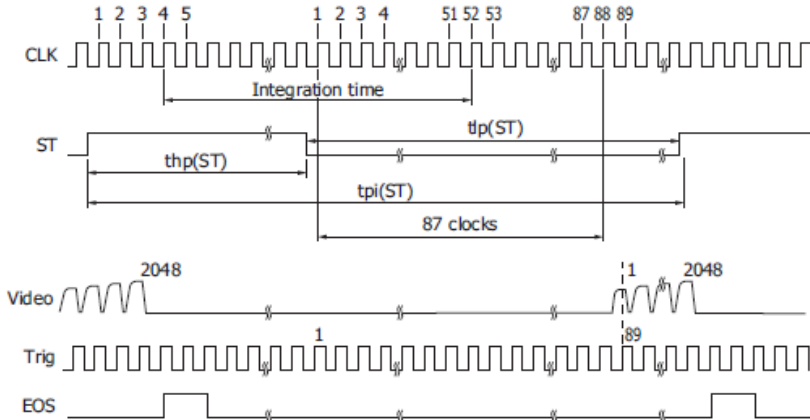 1 2 3 4 5 1 2 3 4 51 52 53 87 88 89
CLK
Integration time
ST
tlp(ST)
thp(ST)
tpi(ST)
87 clocks
2048 1 2048
Video
1 89
Trig
EOS